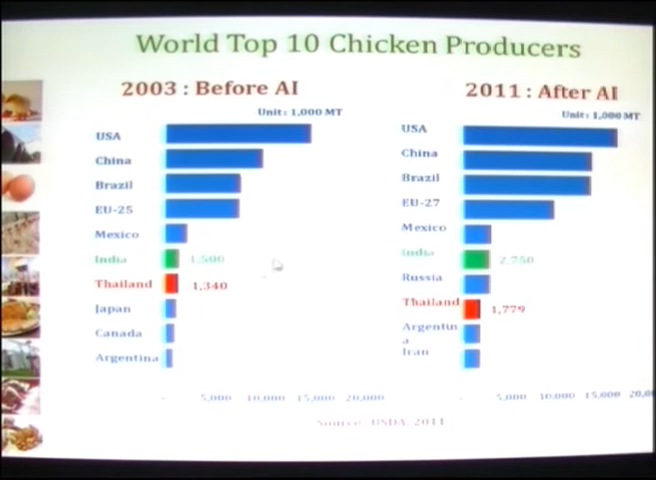 World Top 10 Chicken Producers
2003 : Before AI
Unit: 1,000 MT
USA
China
Brazil
EU-25
Mexico
India 1,500
Thailand 1,340
Japan
Canada
Argentina
- 5,000 10,000 15,000 20,000
2011 : After AI
Unit: 1,000 MT
USA
China
Brazil
EU-27
Mexico
India 2,750
Russia
Thailand 1,779
Argentin
a
Iran
- 5,000 10,000 15,000 20,0
Source: USDA 2011